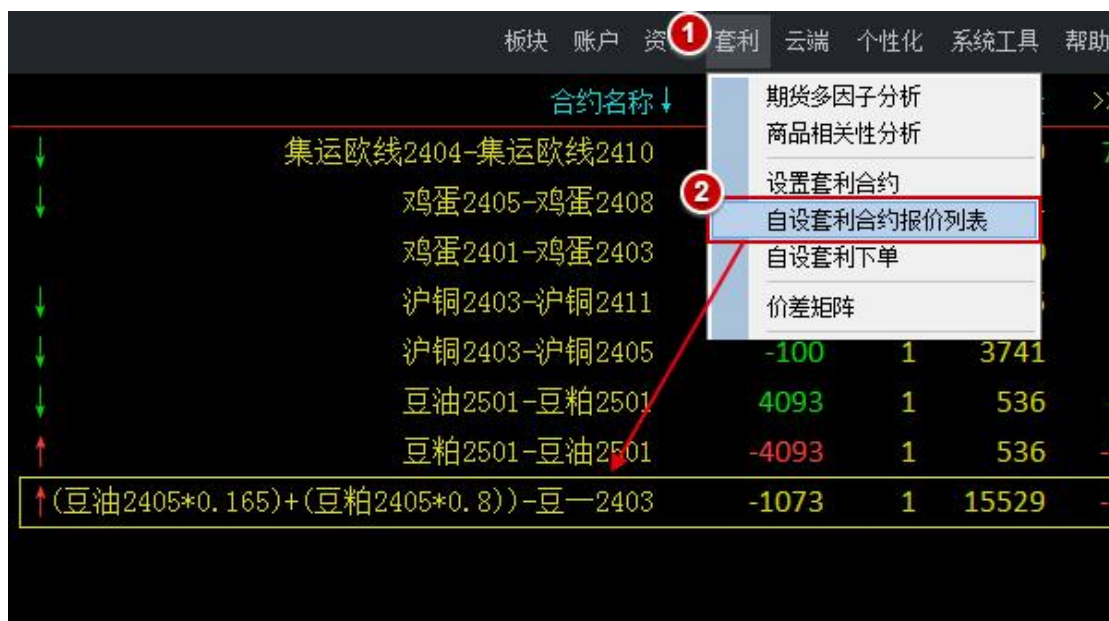 板块 账户 资 1 套利 云端 个性化 系统工具 帮助
合约名称↓ >>
期货多因子分析
商品相关性分析
设置套利合约
2 自设套利合约报价列表
自设套利下单
价差矩阵
↓ 集运欧线2404-集运欧线2410
↓ 鸡蛋2405-鸡蛋2408
鸡蛋2401-鸡蛋2403
↓ 沪铜2403-沪铜2411
↓ 沪铜2403-沪铜2405 -100 1 3741
↓ 豆油2501-豆粕2501 4093 1 536
↑ 豆粕2501-豆油2501 -4093 1 536 -
↑ (豆油2405*0.165)+(豆粕2405*0.8))-豆一2403 -1073 1 15529 -